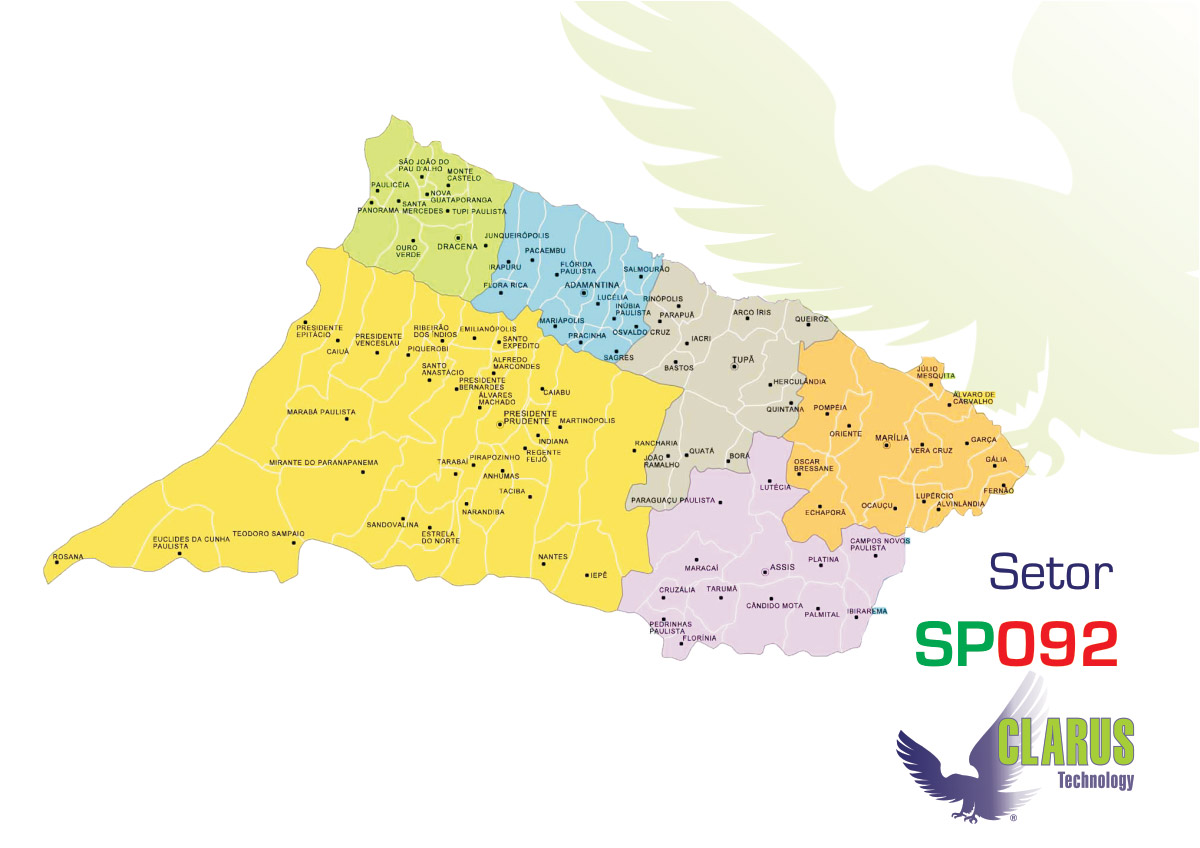 SÃO JOÃO DO
PAU D'ALHO
MONTE
CASTELO
PAULICÉIA
NOVA
GUATAPORANGA
PANORAMA
SANTA
MERCEDES
TUPI PAULISTA
OURO
VERDE
DRACENA
JUNQUEIRÓPOLIS
IRAPURU
PACAEMBU
FLORA RICA
FLÓRIDA
PAULISTA
ADAMANTINA
SALMOURÃO
LUCÉLIA
INÚBIA
PAULISTA
MARIÁPOLIS
PRACINHA
OSVALDO CRUZ
SAGRES
RINÓPOLIS
PARAPUÃ
ARCO ÍRIS
QUEIROZ
IACRI
BASTOS
TUPÃ
HERCULÂNDIA
QUINTANA
RANCHARIA
JOÃO
RAMALHO
QUATÁ
BORÁ
PRESIDENTE
EPITÁCIO
CAIUÁ
PRESIDENTE
VENCESLAU
RIBEIRÃO
DOS ÍNDIOS
PIQUEROBI
EMILIANÓPOLIS
SANTO
EXPEDITO
SANTO
ANASTÁCIO
ALFREDO
MARCONDES
PRESIDENTE
BERNARDES
ÁLVARES
MACHADO
CAIABU
MARABÁ PAULISTA
PRESIDENTE
PRUDENTE
MARTINÓPOLIS
INDIANA
REGENTE
FEIJÓ
MIRANTE DO PARANAPANEMA
TARABAI
PIRAPOZINHO
ANHUMAS
TACIBA
NARANDIBA
SANDOVALINA
ESTRELA
DO NORTE
TEODORO SAMPAIO
EUCLIDES DA CUNHA
PAULISTA
ROSANA
NANTES
IEPÊ
JÚLIO
MESQUITA
ÁLVARO DE
CARVALHO
POMPÉIA
ORIENTE
MARÍLIA
VERA CRUZ
GARÇA
GÁLIA
OSCAR
BRESSANE
FERNÃO
LUPÉRCIO
ALVINLÂNDIA
OCAUÇU
ECHAPORÃ
LUTÉCIA
PARAGUAÇU PAULISTA
CAMPOS NOVOS
PAULISTA
PLATINA
MARACAÍ
ASSIS
CRUZÁLIA
TARUMÃ
CÂNDIDO MOTA
PALMITAL
IBIRAREMA
PEDRINHAS
PAULISTA
FLORÍNIA
Setor
SP092
CLARUS
Technology
®